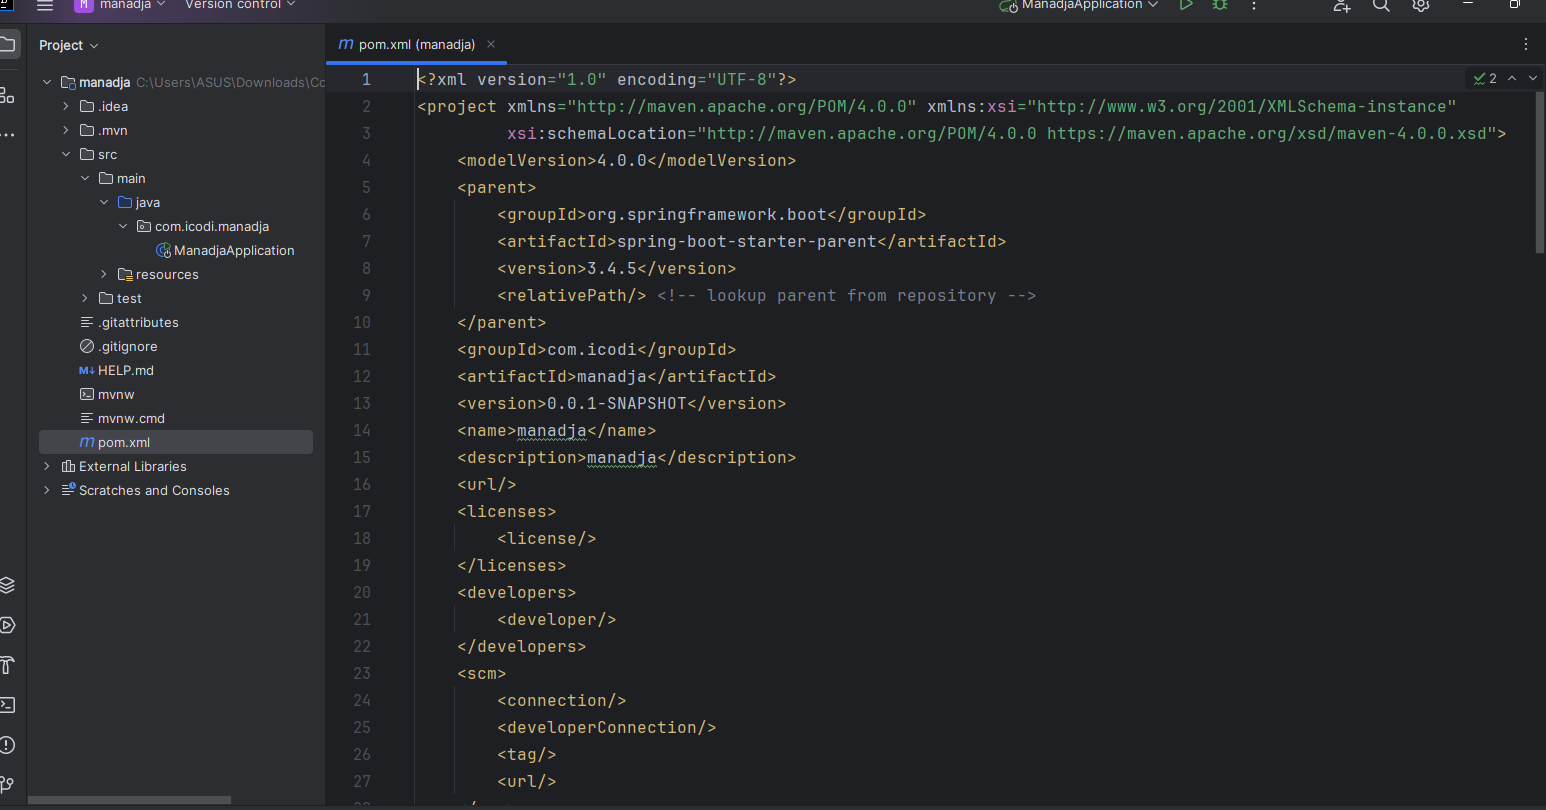 M manadja Version control ManadjaApplication
Project
manadja C:\Users\ASUS\Downloads\Co
.idea
.mvn
src
main
java
com.icodi.manadja
ManadjaApplication
resources
test
.gitattributes
.gitignore
M↓ HELP.md
mvnw
mvnw.cmd
m pom.xml
External Libraries
Scratches and Consoles
m pom.xml (manadja)
2
1 <?xml version="1.0" encoding="UTF-8"?>
2 <project xmlns="http://maven.apache.org/POM/4.0.0" xmlns:xsi="http://www.w3.org/2001/XMLSchema-instance"
3 xsi:schemaLocation="http://maven.apache.org/POM/4.0.0 https://maven.apache.org/xsd/maven-4.0.0.xsd">
4 <modelVersion>4.0.0</modelVersion>
5 <parent>
6 <groupId>org.springframework.boot</groupId>
7 <artifactId>spring-boot-starter-parent</artifactId>
8 <version>3.4.5</version>
9 <relativePath/> <!-- lookup parent from repository -->
10 </parent>
11 <groupId>com.icodi</groupId>
12 <artifactId>manadja</artifactId>
13 <version>0.0.1-SNAPSHOT</version>
14 <name>manadja</name>
15 <description>manadja</description>
16 <url/>
17 <licenses>
18 <license/>
19 </licenses>
20 <developers>
21 <developer/>
22 </developers>
23 <scm>
24 <connection/>
25 <developerConnection/>
26 <tag/>
27 <url/>